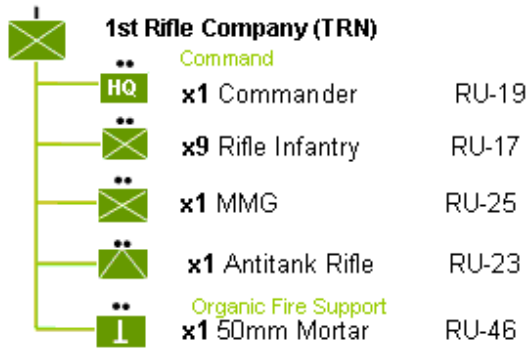 1st Rifle Company (TRN)
Command
HQ x1 Commander RU-19
x9 Rifle Infantry RU-17
x1 MMG RU-25
x1 Antitank Rifle RU-23
Organic Fire Support
x1 50mm Mortar RU-46